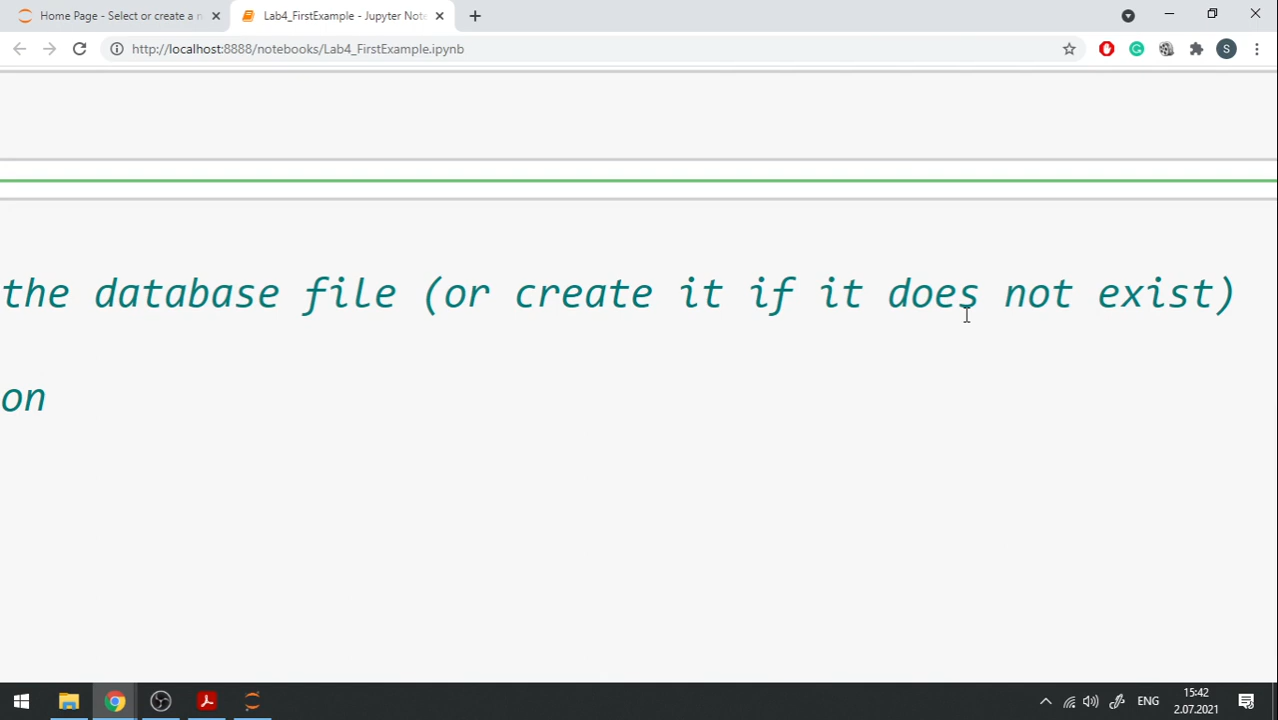 Home Page - Select or create a n
Lab4_FirstExample - Jupyter Note
http://localhost:8888/notebooks/Lab4_FirstExample.ipynb
S
the database file (or create it if it does not exist)
on
ENG
15:42
2.07.2021